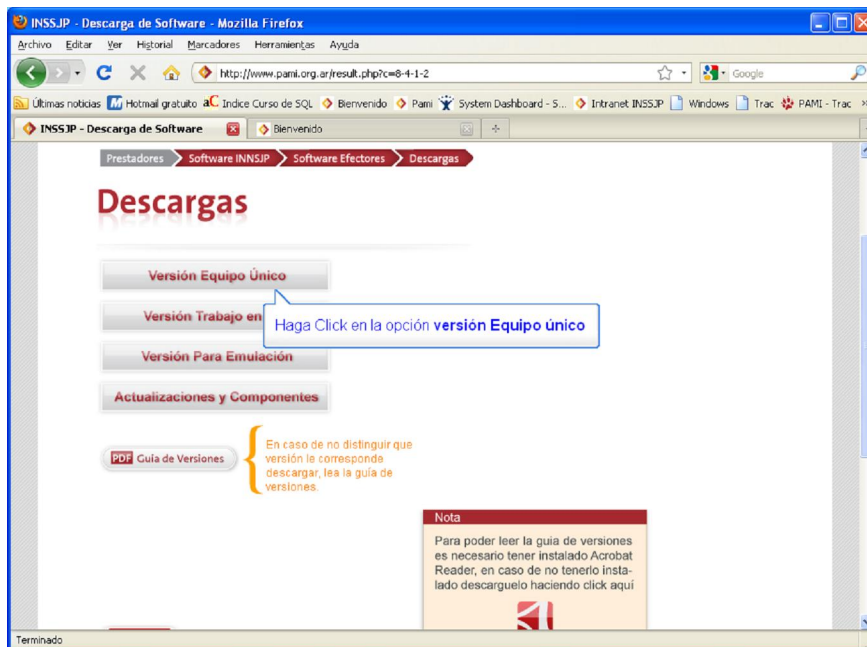 INSSJP - Descarga de Software - Mozilla Firefox
Archivo Editar Ver Historial Marcadores Herramientas Ayuda
http://www.pami.org.ar/result.php?c=8-4-1-2
Google
Últimas noticias Hotmail gratuito aC Indice Curso de SQL Bienvenido Pami System Dashboard - S... Intranet INSSJP Windows Trac PAMI - Trac »
INSSJP - Descarga de Software Bienvenido
Prestadores Software INNSJP Software Efectores Descargas
Descargas
Versión Equipo Único
Versión Trabajo en
Haga Click en la opción versión Equipo único
Versión Para Emulación
Actualizaciones y Componentes
PDF Guia de Versiones
En caso de no distinguir que
versión le corresponde
descargar, lea la guía de
versiones.
Nota
Para poder leer la guia de versiones
es necesario tener instalado Acrobat
Reader, en caso de no tenerlo insta-
lado descarguelo haciendo click aquí
Terminado